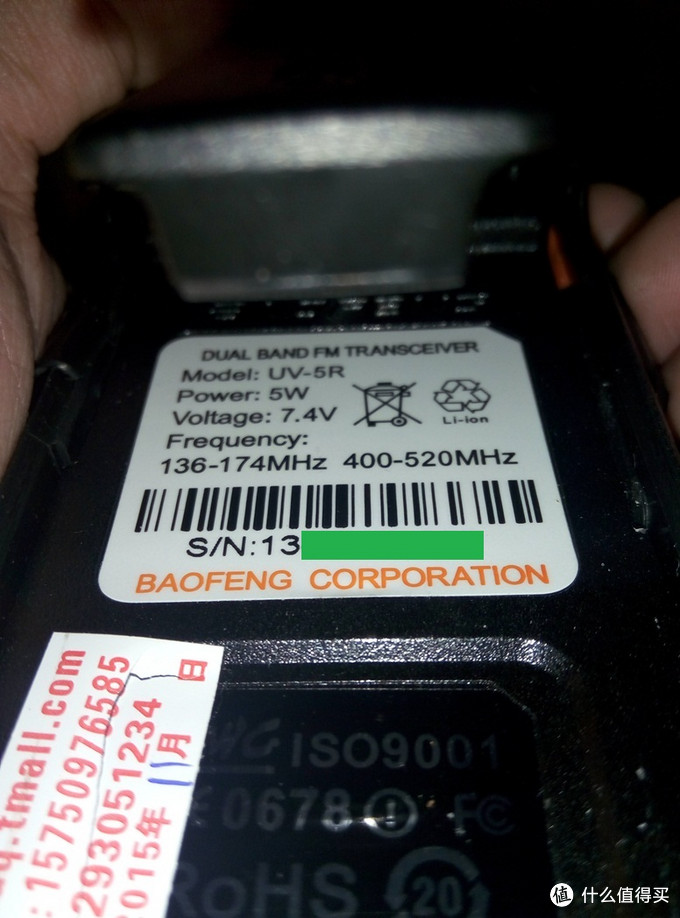 DUAL BAND FM TRANSCEIVER
Model: UV-5R
Power: 5W
Voltage: 7.4V
Li-ion
Frequency:
136-174MHz 400-520MHz
S/N:13
BAOFENG CORPORATION
q.tmall.com
:15750976585
293051234
2015年 11月 日
ISO9001
0678 FC
RoHS 20
值 什么值得买